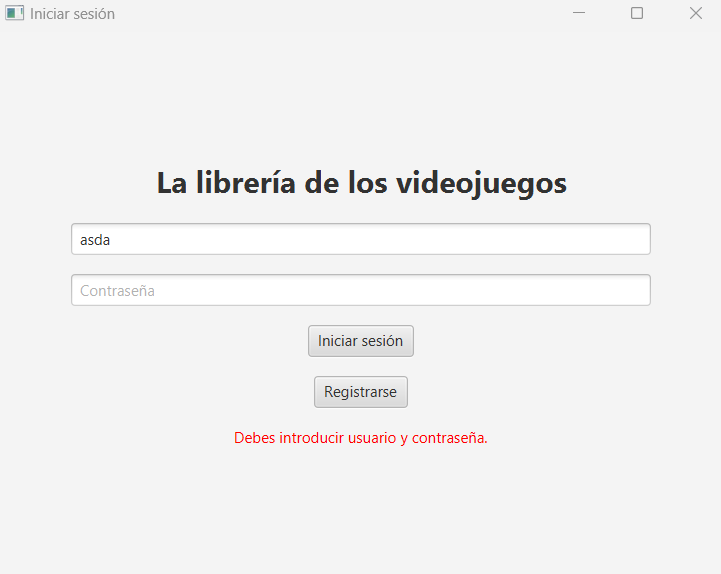 Iniciar sesión
La librería de los videojuegos
asda
Contraseña
Iniciar sesión
Registrarse
Debes introducir usuario y contraseña.